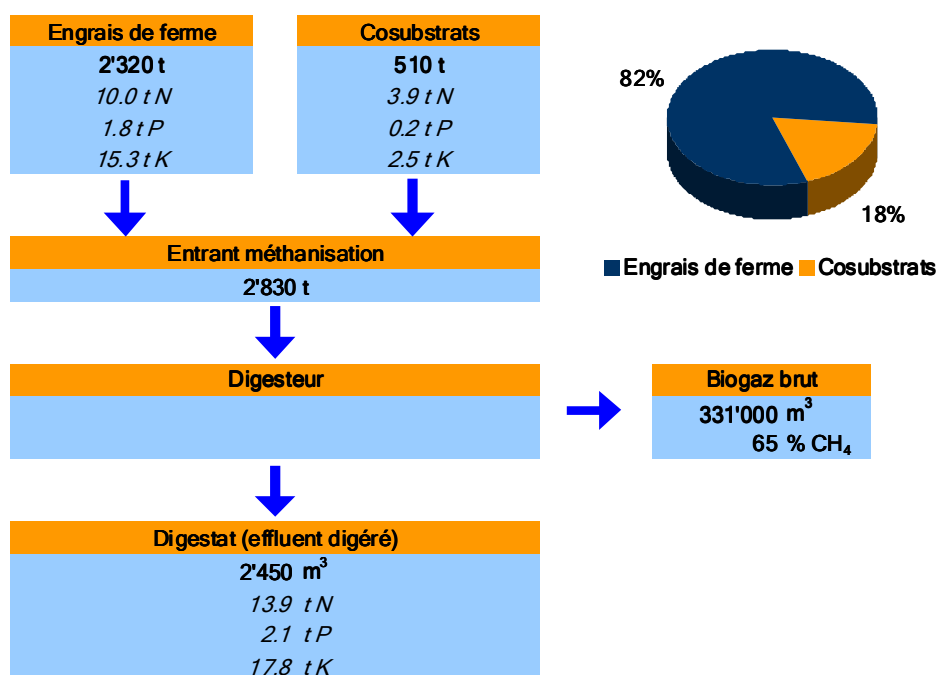 Engrais de ferme
2'320 t
10.0 t N
1.8 t P
15.3 t K
Cosubstrats
510 t
3.9 t N
0.2 t P
2.5 t K
82%
18%
Engrais de ferme
Cosubstrats
Entrant méthanisation
2'830 t
Digesteur
Biogaz brut
331'000 m³
65 % CH₄
Digestat (effluent digéré)
2'450 m³
13.9 t N
2.1 t P
17.8 t K